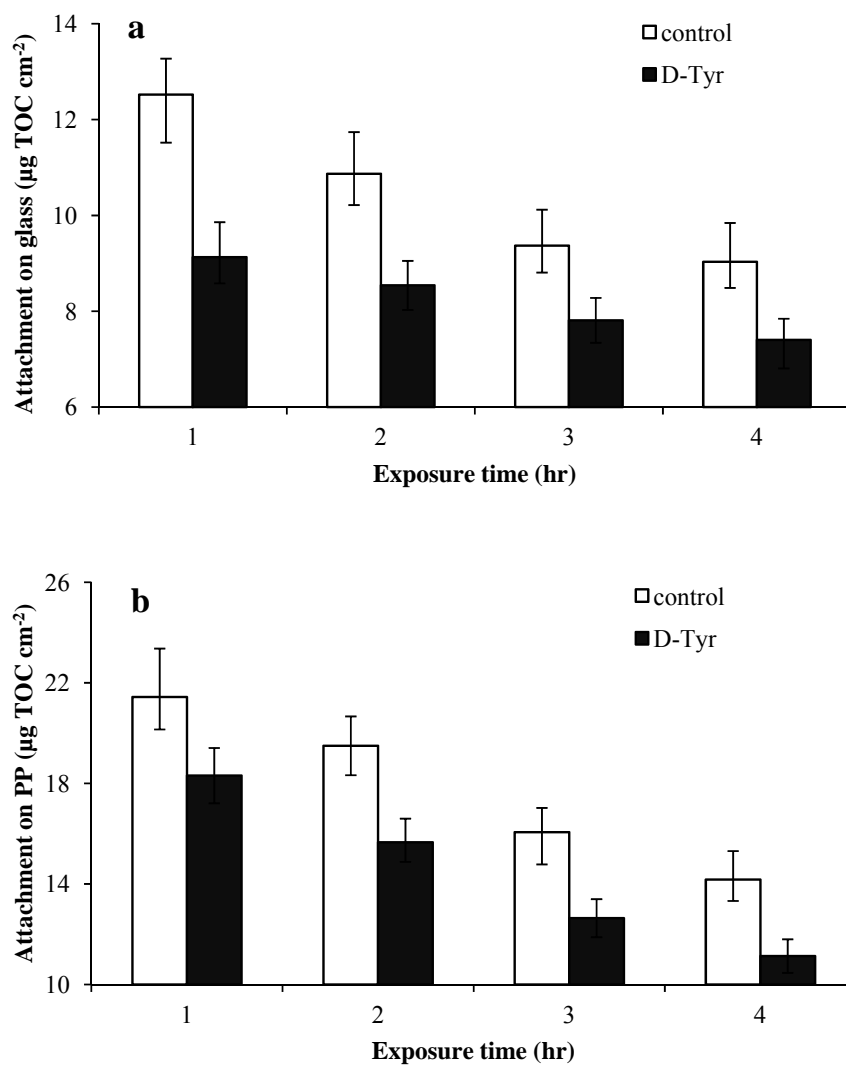 a
control
D-Tyr
14
12
10
8
6
Attachment on glass (µg TOC cm-2)
1 2 3 4
Exposure time (hr)
b
control
D-Tyr
26
22
18
14
10
Attachment on PP (µg TOC cm-2)
1 2 3 4
Exposure time (hr)